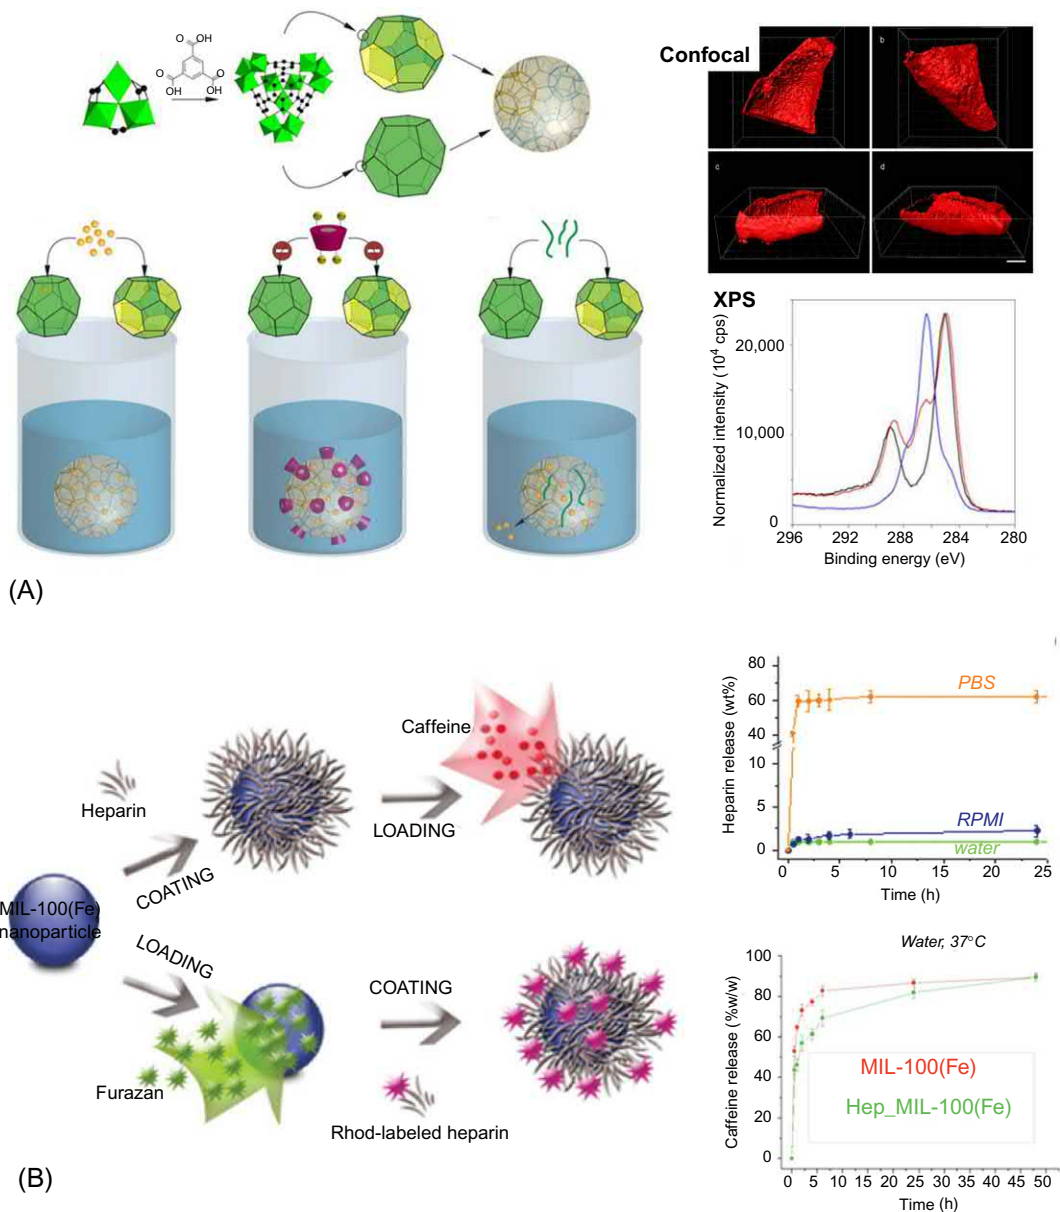 O
OH
O
HO
O
OH
Confocal
b
c
d
XPS
Normalized intensity (10⁴ cps)
20,000
10,000
0
296
292
288
284
280
Binding energy (eV)
(A)
Heparin
COATING
LOADING
Caffeine
MIL-100(Fe)
nanoparticle
LOADING
Furazan
COATING
Rhod-labeled heparin
Heparin release (wt%)
80
60
40
10
5
0
PBS
RPMI
water
0
5
10
15
20
25
Time (h)
Water, 37°C
Caffeine release (%w/w)
100
80
60
40
20
0
MIL-100(Fe)
Hep_MIL-100(Fe)
0
5
10
15
20
25
30
35
40
45
50
Time (h)
(B)